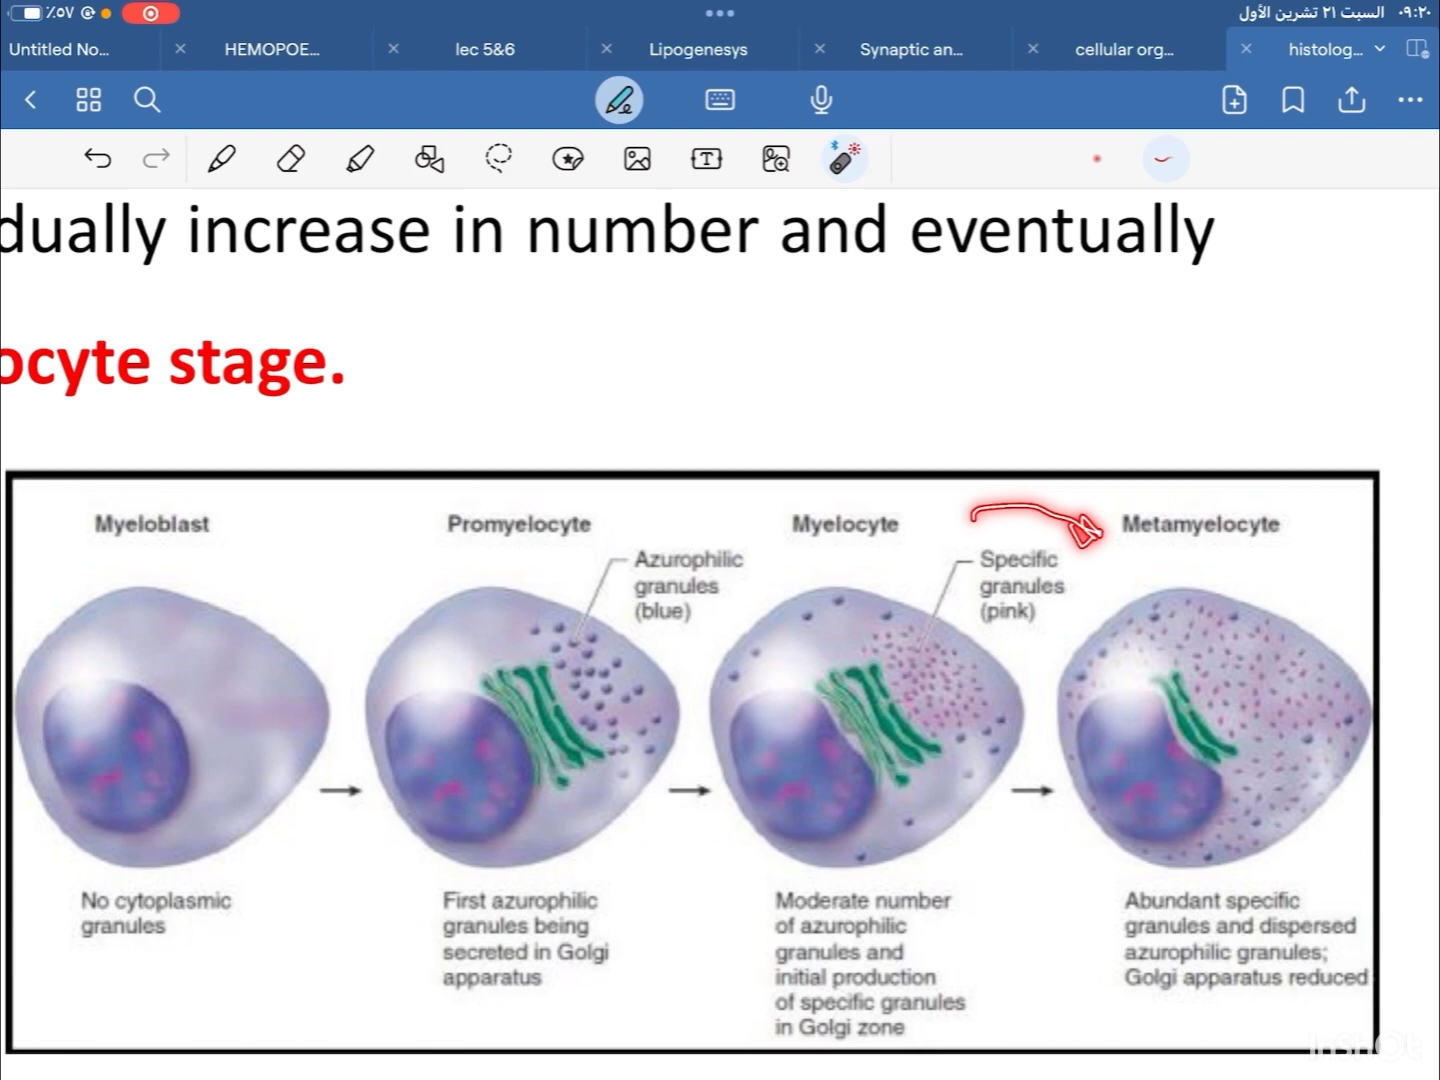 ٪٥٧
السبت ٢١ تشرين الأول ٠٩:٢٠
Untitled No...
HEMOPOE...
lec 5&6
Lipogenesys
Synaptic an...
cellular org...
histolog...
dually increase in number and eventually
ocyte stage.
Myeloblast
Promyelocyte
Myelocyte
Metamyelocyte
Azurophilic
granules
(blue)
Specific
granules
(pink)
No cytoplasmic
granules
First azurophilic
granules being
secreted in Golgi
apparatus
Moderate number
of azurophilic
granules and
initial production
of specific granules
in Golgi zone
Abundant specific
granules and dispersed
azurophilic granules;
Golgi apparatus reduced
InShOt